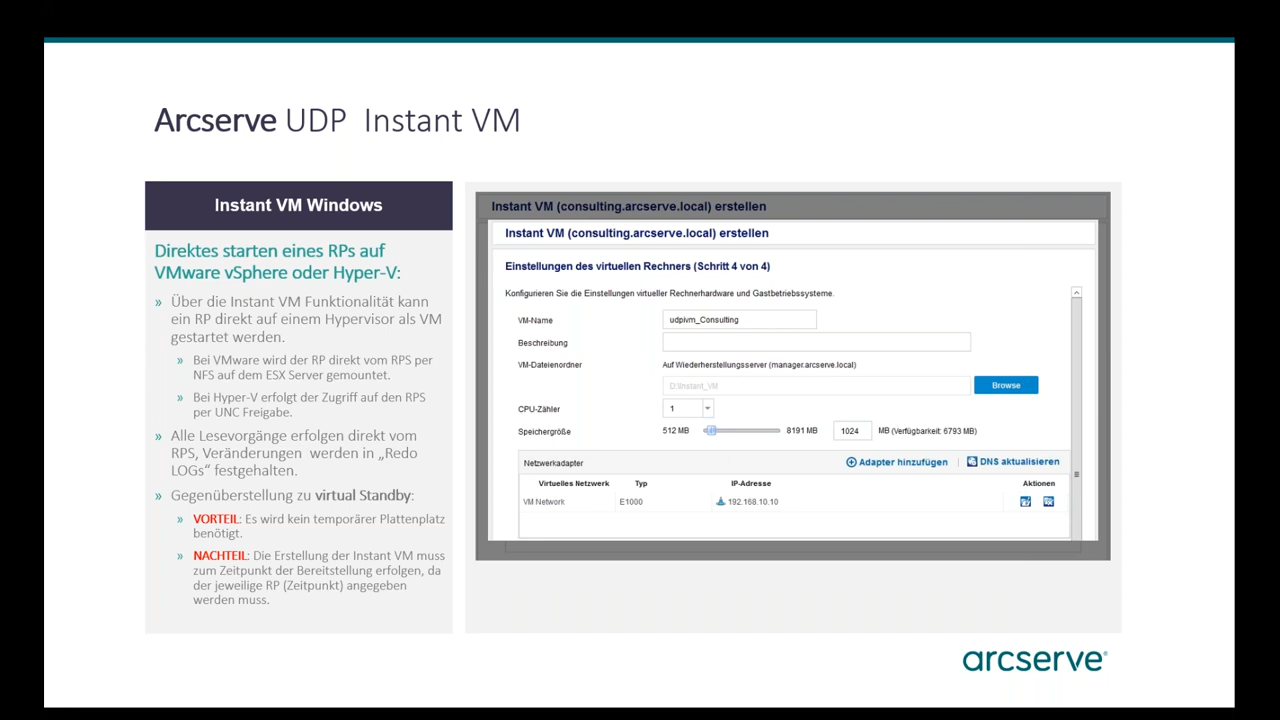 Arcserve UDP Instant VM
Instant VM Windows
Direktes starten eines RPs auf
VMware vSphere oder Hyper-V:
» Über die Instant VM Funktionalität kann
ein RP direkt auf einem Hypervisor als VM
gestartet werden.
» Bei VMware wird der RP direkt vom RPS per
NFS auf dem ESX Server gemountet.
» Bei Hyper-V erfolgt der Zugriff auf den RPS
per UNC Freigabe.
» Alle Lesevorgänge erfolgen direkt vom
RPS, Veränderungen werden in „Redo
LOGs“ festgehalten.
» Gegenüberstellung zu virtual Standby:
» VORTEIL: Es wird kein temporärer Plattenplatz
benötigt.
» NACHTEIL: Die Erstellung der Instant VM muss
zum Zeitpunkt der Bereitstellung erfolgen, da
der jeweilige RP (Zeitpunkt) angegeben
werden muss.
Instant VM (consulting.arcserve.local) erstellen
Instant VM (consulting.arcserve.local) erstellen
Einstellungen des virtuellen Rechners (Schritt 4 von 4)
Konfigurieren Sie die Einstellungen virtueller Rechnerhardware und Gastbetriebssysteme.
VM-Name udpivm_Consulting
Beschreibung
VM-Dateienordner Auf Wiederherstellungsserver (manager.arcserve.local)
D:\Instant_VM Browse
CPU-Zähler 1
Speichergröße 512 MB 8191 MB 1024 MB (Verfügbarkeit: 6793 MB)
Netzwerkadapter Adapter hinzufügen | DNS aktualisieren
Virtuelles Netzwerk Typ IP-Adresse Aktionen
VM Network E1000 192.168.10.10
arcserve®